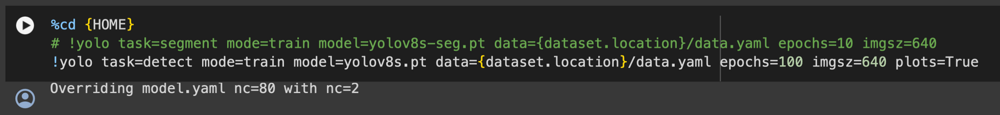 %cd {HOME}
# !yolo task=segment mode=train model=yolov8s-seg.pt data={dataset.location}/data.yaml epochs=10 imgsz=640
!yolo task=detect mode=train model=yolov8s.pt data={dataset.location}/data.yaml epochs=100 imgsz=640 plots=True
Overriding model.yaml nc=80 with nc=2